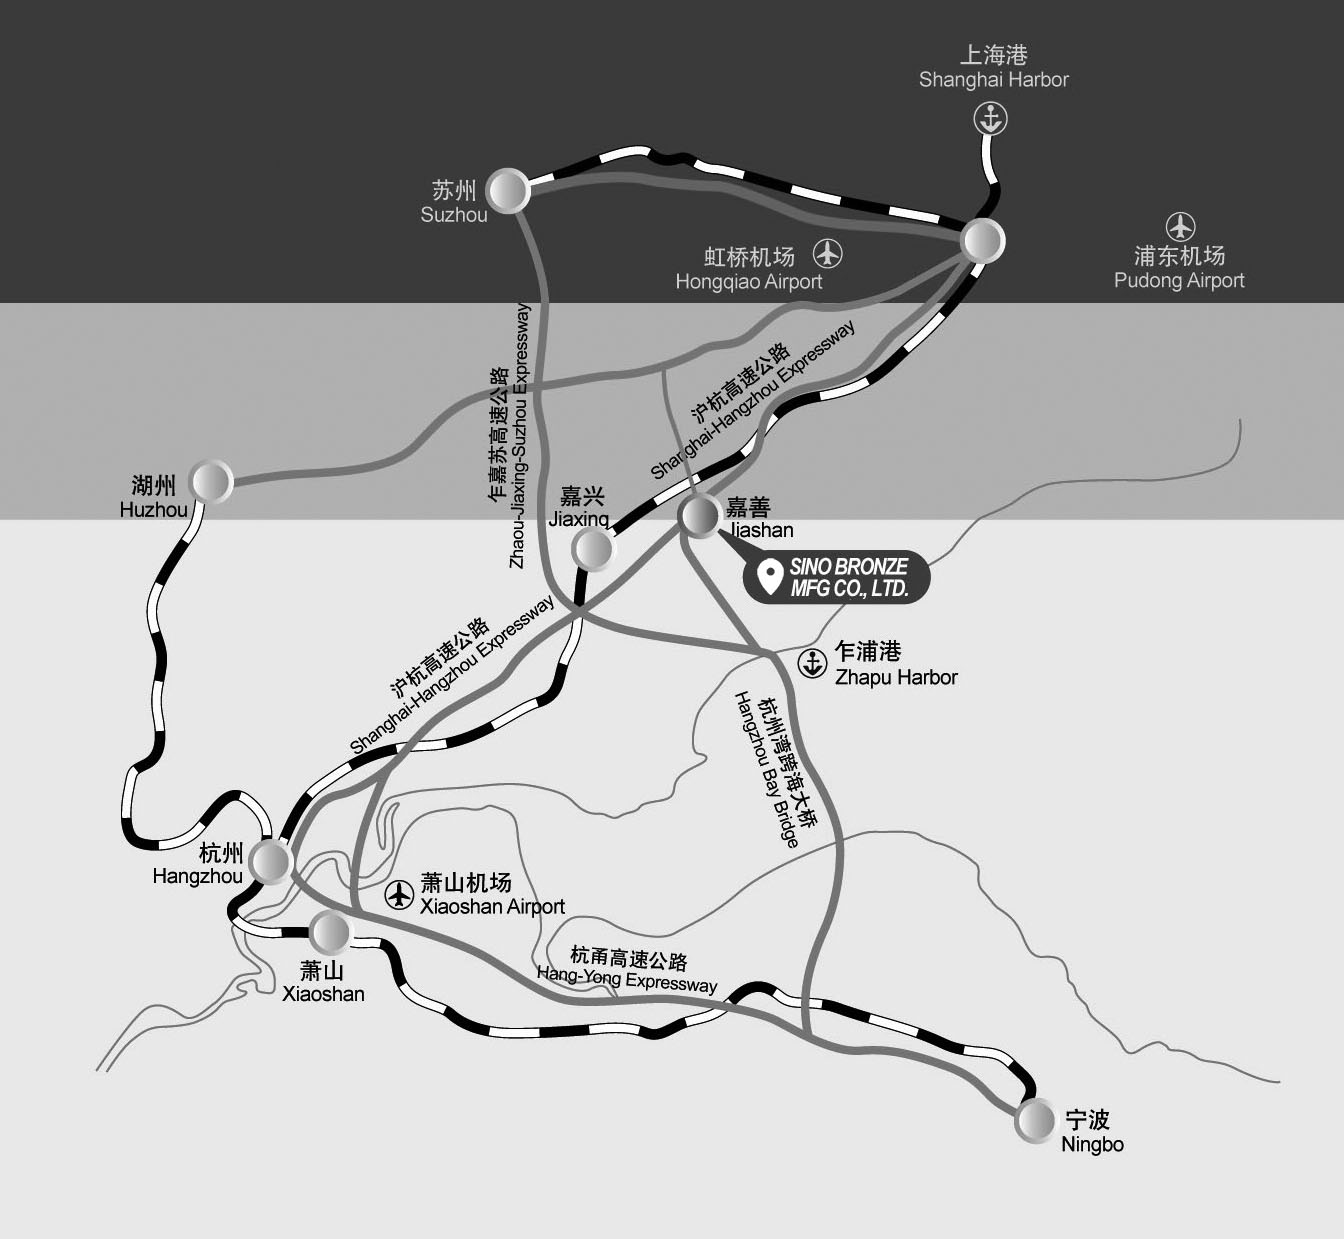 上海港
Shanghai Harbor
苏州
Suzhou
虹桥机场
Hongqiao Airport
浦东机场
Pudong Airport
乍嘉苏高速公路
Zhaou-Jiaxing-Suzhou Expressway
沪杭高速公路
Shanghai-Hangzhou Expressway
湖州
Huzhou
嘉兴
Jiaxing
嘉善
Jiashan
SINO BRONZE
MFG CO., LTD.
沪杭高速公路
Shanghai-Hangzhou Expressway
乍浦港
Zhapu Harbor
杭州湾跨海大桥
Hangzhou Bay Bridge
杭州
Hangzhou
萧山机场
Xiaoshan Airport
萧山
Xiaoshan
杭甬高速公路
Hang-Yong Expressway
宁波
Ningbo